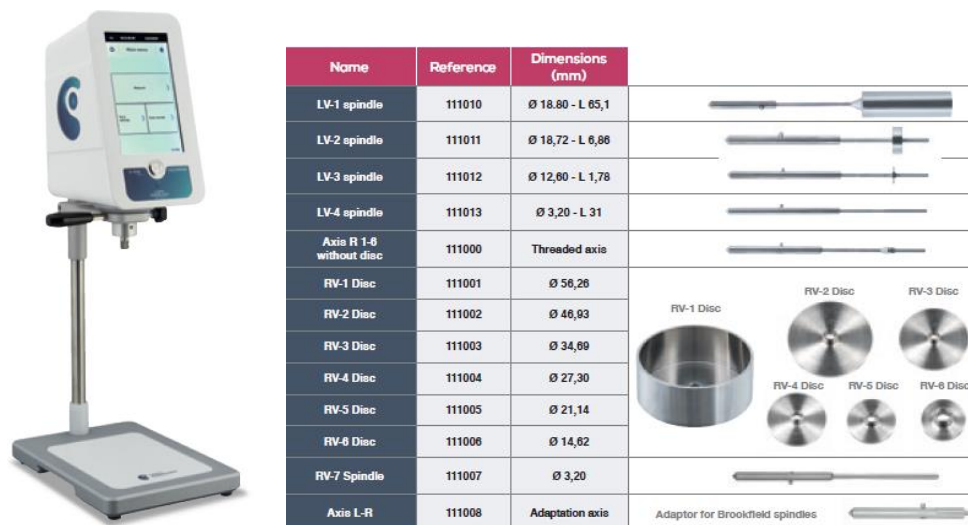 Main menu
Name Reference Dimensions
(mm)
LV-1 spindle 111010 Ø 18.80 - L 65,1
LV-2 spindle 111011 Ø 18,72 - L 6,86
LV-3 spindle 111012 Ø 12,60 - L 1,78
LV-4 spindle 111013 Ø 3,20 - L 31
Axis R 1-6
without disc 111000 Threaded axis
RV-1 Disc 111001 Ø 56,26
RV-2 Disc 111002 Ø 46,93
RV-3 Disc 111003 Ø 34,69
RV-4 Disc 111004 Ø 27,30
RV-5 Disc 111005 Ø 21,14
RV-6 Disc 111006 Ø 14,62
RV-1 Disc
RV-2 Disc
RV-3 Disc
RV-4 Disc
RV-5 Disc
RV-6 Disc
RV-7 Spindle 111007 Ø 3,20
Axis L-R 111008 Adaptation axis Adaptor for Brookfield spindles